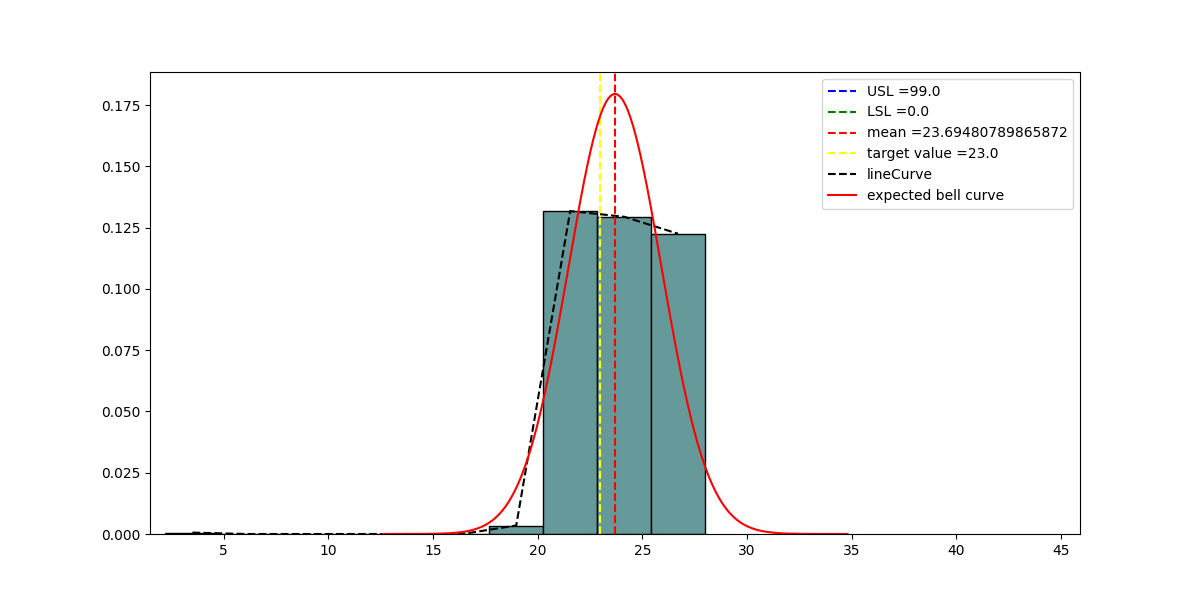 USL =99.0
LSL =0.0
mean =23.69480789865872
target value =23.0
lineCurve
expected bell curve
0.175
0.150
0.125
0.100
0.075
0.050
0.025
0.000
5 10 15 20 25 30 35 40 45